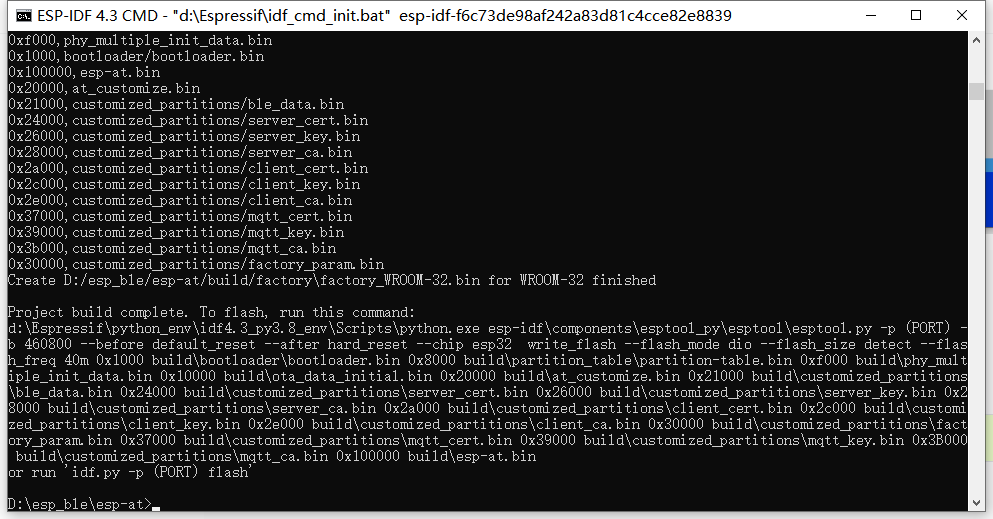 ESP-IDF 4.3 CMD - "d:\Espressif\idf_cmd_init.bat"  esp-idf-f6c73de98af242a83d81c4cce82e8839
0xf000,phy_multiple_init_data.bin
0x1000,bootloader/bootloader.bin
0x100000,esp-at.bin
0x20000,at_customize.bin
0x21000,customized_partitions/ble_data.bin
0x24000,customized_partitions/server_cert.bin
0x26000,customized_partitions/server_key.bin
0x28000,customized_partitions/server_ca.bin
0x2a000,customized_partitions/client_cert.bin
0x2c000,customized_partitions/client_key.bin
0x2e000,customized_partitions/client_ca.bin
0x37000,customized_partitions/mqtt_cert.bin
0x39000,customized_partitions/mqtt_key.bin
0x3b000,customized_partitions/mqtt_ca.bin
0x30000,customized_partitions/factory_param.bin
Create D:/esp_ble/esp-at/build/factory\factory_WROOM-32.bin for WROOM-32 finished
Project build complete. To flash, run this command:
d:\Espressif\python_env\idf4.3_py3.8_env\Scripts\python.exe esp-idf\components\esptool_py\esptool\esptool.py -p (PORT) -
b 460800 --before default_reset --after hard_reset --chip esp32  write_flash --flash_mode dio --flash_size detect --flas
h_freq 40m 0x1000 build\bootloader\bootloader.bin 0x8000 build\partition_table\partition-table.bin 0xf000 build\phy_mult
iple_init_data.bin 0x10000 build\ota_data_initial.bin 0x20000 build\at_customize.bin 0x21000 build\customized_partitions
\ble_data.bin 0x24000 build\customized_partitions\server_cert.bin 0x26000 build\customized_partitions\server_key.bin 0x2
8000 build\customized_partitions\server_ca.bin 0x2a000 build\customized_partitions\client_cert.bin 0x2c000 build\customi
zed_partitions\client_key.bin 0x2e000 build\customized_partitions\client_ca.bin 0x30000 build\customized_partitions\fact
ory_param.bin 0x37000 build\customized_partitions\mqtt_cert.bin 0x39000 build\customized_partitions\mqtt_key.bin 0x3B000
 build\customized_partitions\mqtt_ca.bin 0x100000 build\esp-at.bin
or run 'idf.py -p (PORT) flash'
D:\esp_ble\esp-at>